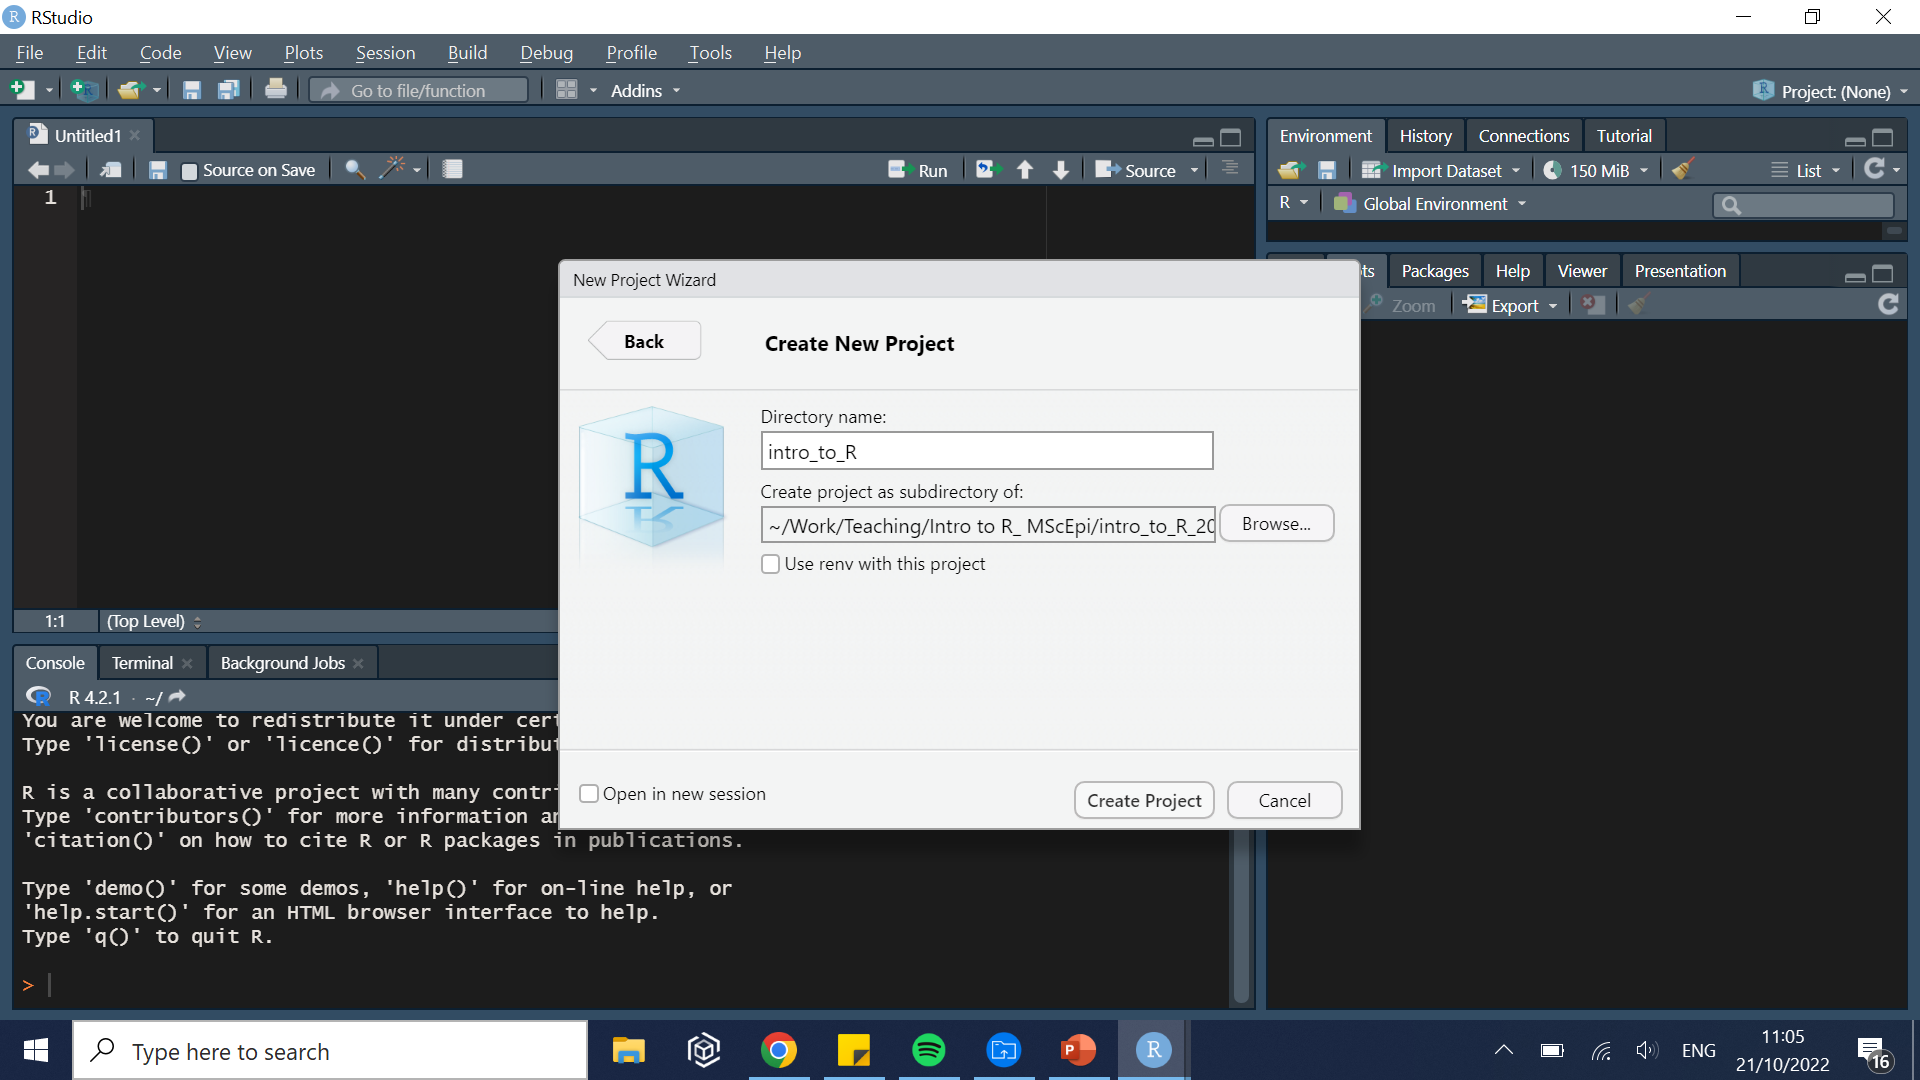 RStudio
File Edit Code View Plots Session Build Debug Profile Tools Help
Go to file/function Addins Project: (None)
Untitled1
Source on Save Run Source
1
1:1 (Top Level)
Environment History Connections Tutorial
Import Dataset 150 MiB List
R Global Environment
Packages Help Viewer Presentation
Zoom Export
New Project Wizard
Back Create New Project
R
Directory name:
intro_to_R
Create project as subdirectory of:
~/Work/Teaching/Intro to R_ MScEpi/intro_to_R_20
Browse...
Use renv with this project
Open in new session Create Project Cancel
Console Terminal Background Jobs
R 4.2.1 · ~/
You are welcome to redistribute it under
Type 'license()' or 'licence()' for
R is a collaborative project with many
Type 'contributors()' for more information
'citation()' on how to cite R or R packages in publications.
Type 'demo()' for some demos, 'help()' for on-line help, or
'help.start()' for an HTML browser interface to help.
Type 'q()' to quit R.
>
Type here to search
ENG
11:05
21/10/2022
16